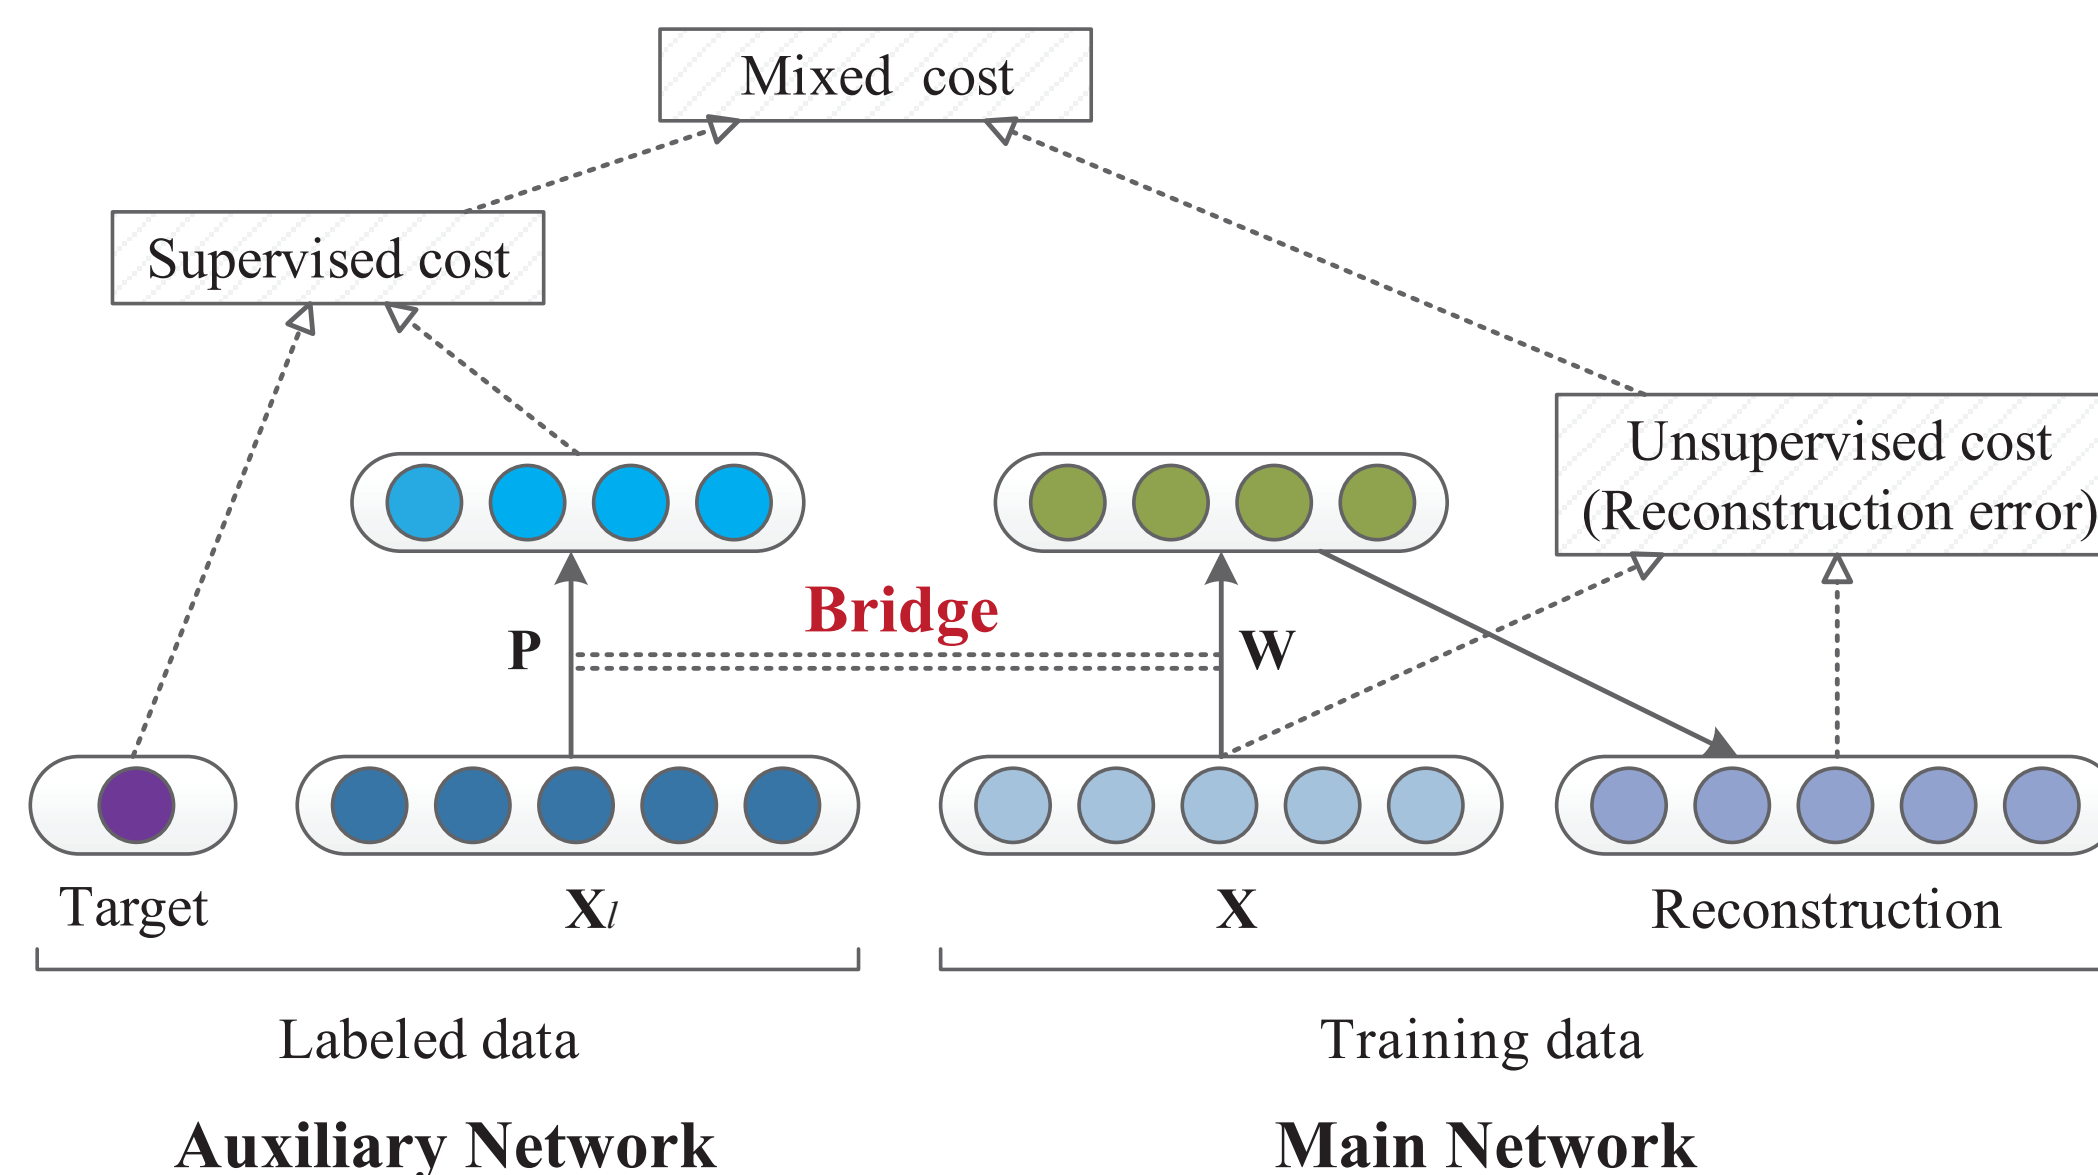 Mixed cost
Supervised cost
Unsupervised cost
(Reconstruction error)
Bridge
P
W
Target
Xl
X
Reconstruction
Labeled data
Training data
Auxiliary Network
Main Network